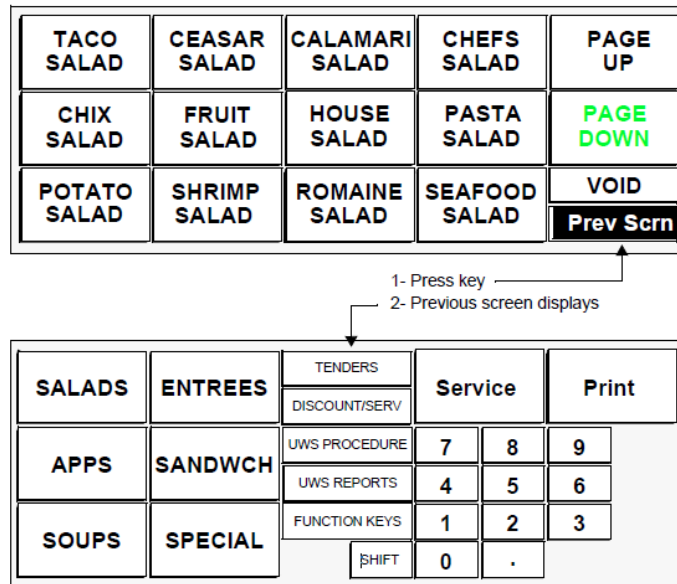 TACO CEASAR CALAMARI CHEFS PAGE
SALAD SALAD SALAD SALAD UP
CHIX FRUIT HOUSE PASTA PAGE
SALAD SALAD SALAD SALAD DOWN
POTATO SHRIMP ROMAINE SEAFOOD VOID
SALAD SALAD SALAD SALAD Prev Scrn
1- Press key
2- Previous screen displays
SALADS ENTREES TENDERS Service Print
DISCOUNT/SERV
APPS SANDWCH UWS PROCEDURE 7 8 9
UWS REPORTS 4 5 6
SOUPS SPECIAL FUNCTION KEYS 1 2 3
SHIFT 0 .